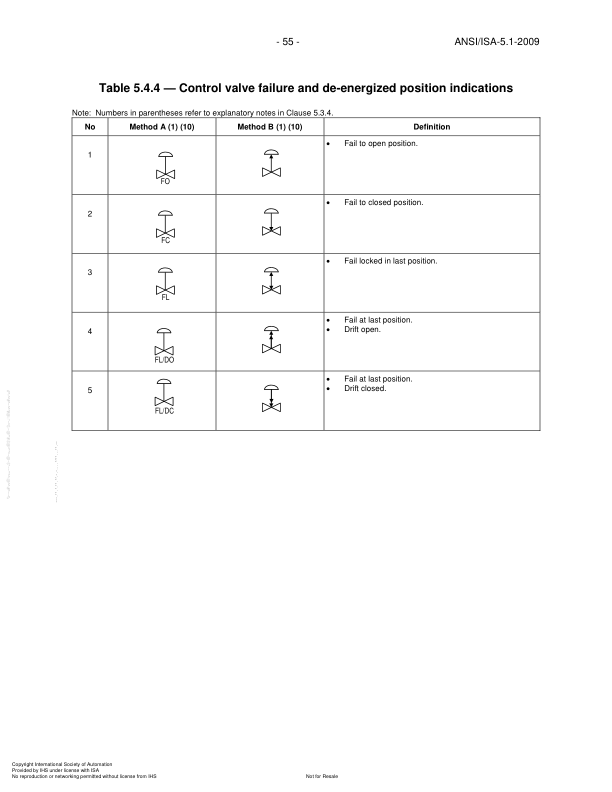 - 55 -
ANSI/ISA-5.1-2009
Table 5.4.4 — Control valve failure and de-energized position indications
Note: Numbers in parentheses refer to explanatory notes in Clause 5.3.4.
No Method A (1) (10) Method B (1) (10) Definition
1
FO
• Fail to open position.
2
FC
• Fail to closed position.
3
FL
• Fail locked in last position.
4
FL/DO
• Fail at last position.
• Drift open.
5
FL/DC
• Fail at last position.
• Drift closed.
Copyright International Society of Automation
Provided by IHS under license with ISA
No reproduction or networking permitted without license from IHS
Not for Resale